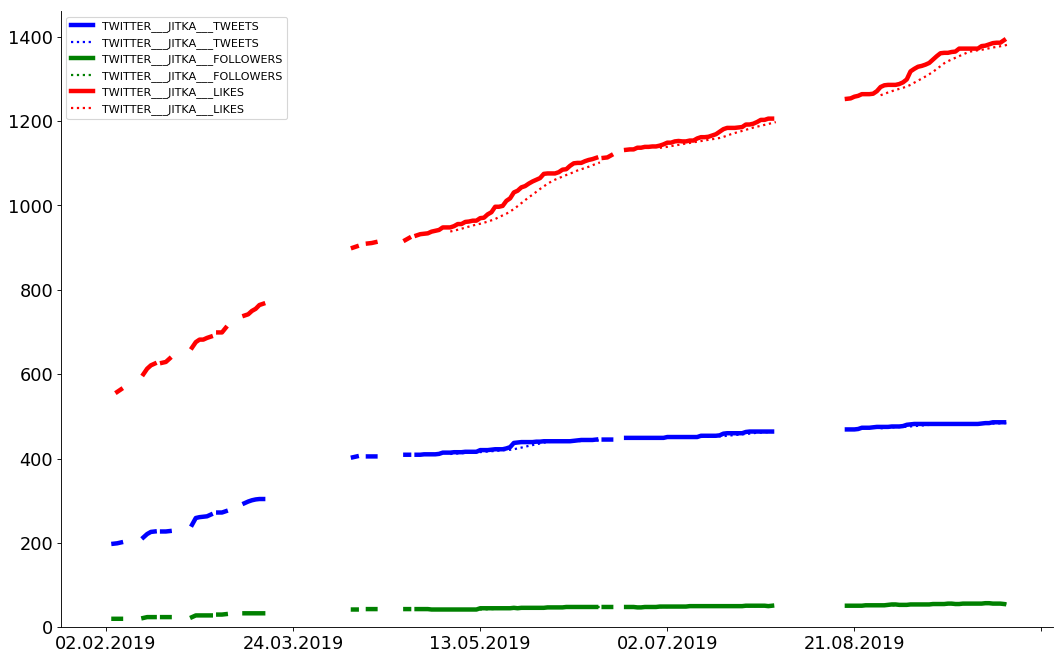 TWITTER___JITKA___TWEETS
TWITTER___JITKA___TWEETS
TWITTER___JITKA___FOLLOWERS
TWITTER___JITKA___FOLLOWERS
TWITTER___JITKA___LIKES
TWITTER___JITKA___LIKES
1400
1200
1000
800
600
400
200
0
02.02.2019 24.03.2019 13.05.2019 02.07.2019 21.08.2019